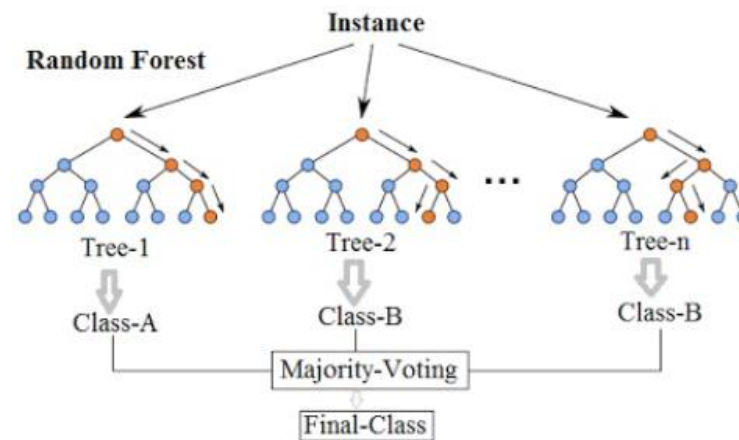 Instance
Random Forest
...
Tree-1
Tree-2
Tree-n
Class-A
Class-B
Class-B
Majority-Voting
Final-Class